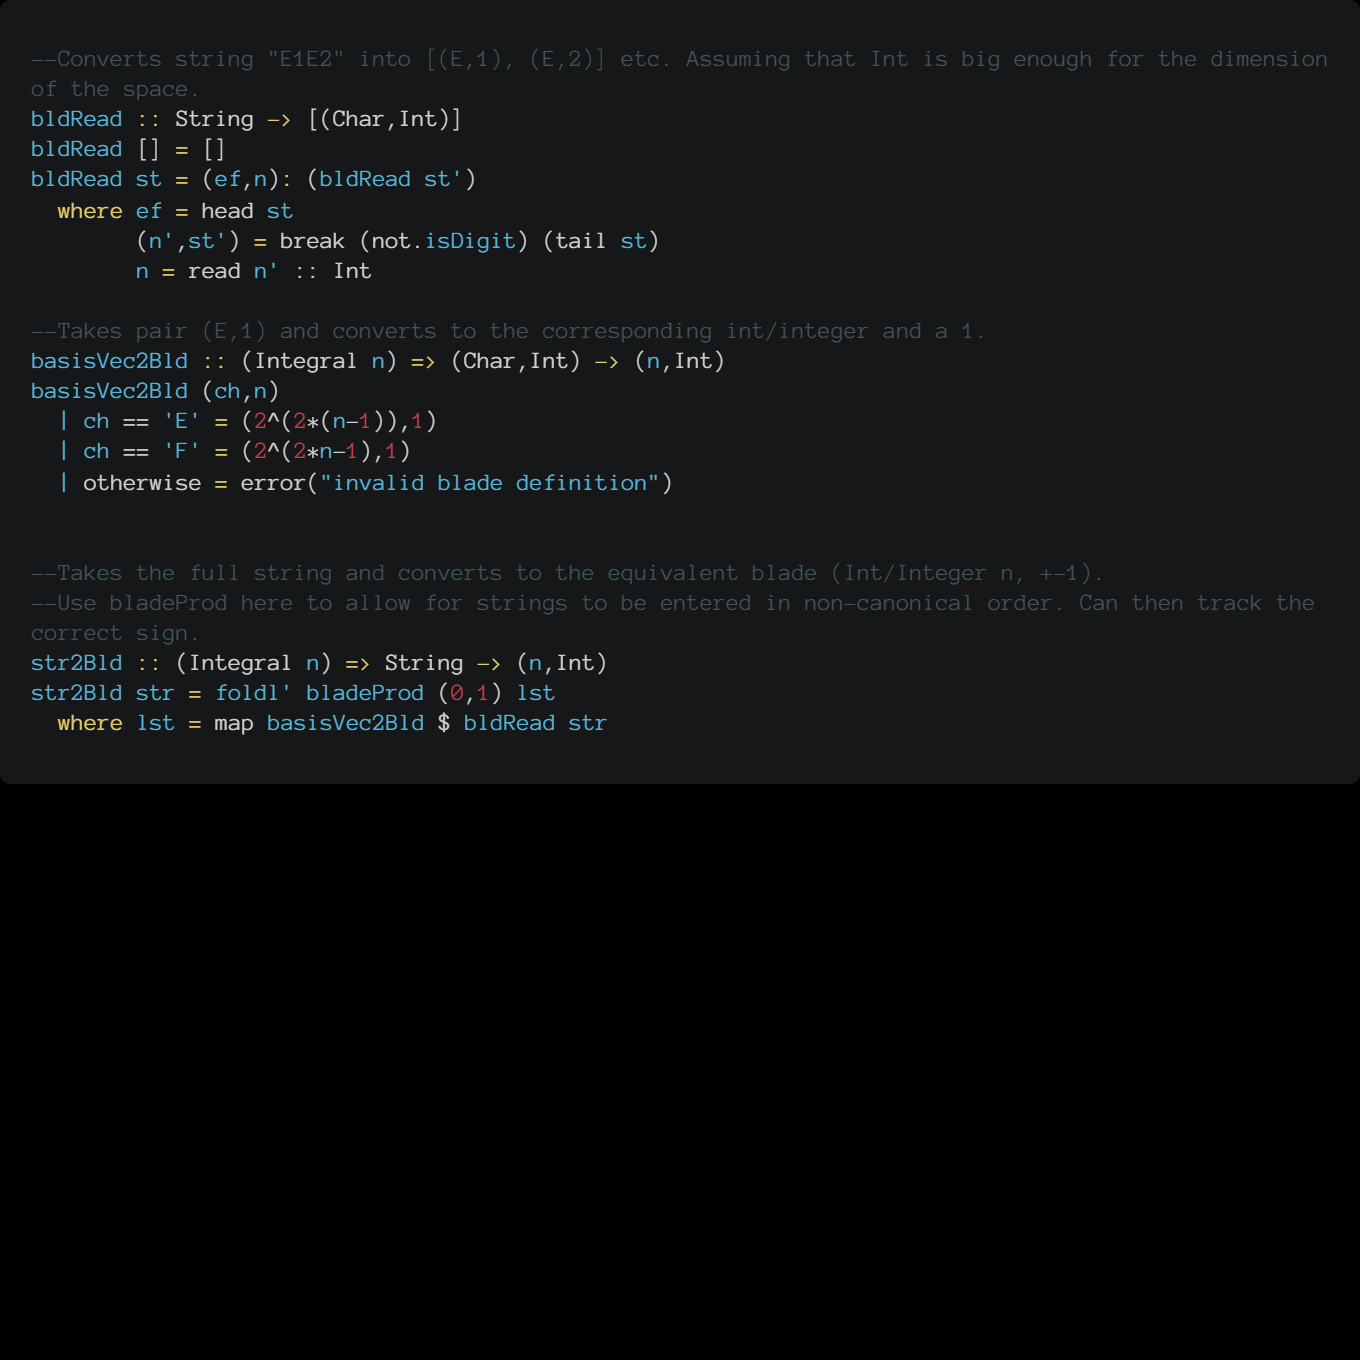 --Converts string "E1E2" into [(E,1), (E,2)] etc. Assuming that Int is big enough for the dimension
of the space.
bldRead :: String -> [(Char,Int)]
bldRead [] = []
bldRead st = (ef,n): (bldRead st')
  where ef = head st
        (n',st') = break (not.isDigit) (tail st)
        n = read n' :: Int

--Takes pair (E,1) and converts to the corresponding int/integer and a 1.
basisVec2Bld :: (Integral n) => (Char,Int) -> (n,Int)
basisVec2Bld (ch,n)
  | ch == 'E' = (2^(2*(n-1)),1)
  | ch == 'F' = (2^(2*n-1),1)
  | otherwise = error("invalid blade definition")


--Takes the full string and converts to the equivalent blade (Int/Integer n, +-1).
--Use bladeProd here to allow for strings to be entered in non-canonical order. Can then track the
correct sign.
str2Bld :: (Integral n) => String -> (n,Int)
str2Bld str = foldl' bladeProd (0,1) lst
  where lst = map basisVec2Bld $ bldRead str